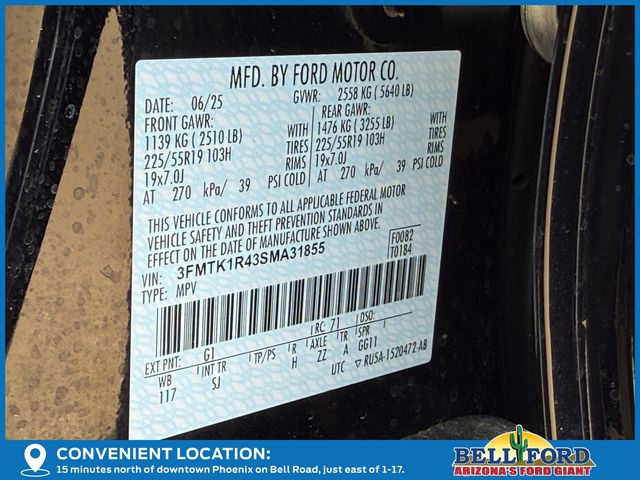 MFD. BY FORD MOTOR CO.
DATE: 06/25 GVWR: 2558 KG ( 5640 LB)
FRONT GAWR: REAR GAWR:
1139 KG ( 2510 LB) WITH 1476 KG ( 3255 LB) WITH
225/55R19 103H TIRES 225/55R19 103H TIRES
19x7.0J RIMS 19x7.0J RIMS
AT 270 kPa/ 39 PSI COLD AT 270 kPa/ 39 PSI COLD
THIS VEHICLE CONFORMS TO ALL APPLICABLE FEDERAL MOTOR
VEHICLE SAFETY AND THEFT PREVENTION STANDARDS IN
EFFECT ON THE DATE OF MANUFACTURE SHOWN ABOVE.
VIN: 3FMTK1R43SMA31855 F0082
TYPE: MPV T0184
EXT PNT: G1 RC: 71 DSO:
WB INT TR TP/PS R AXLE TR SPR
117 SJ H ZZ A GG11
UTC ▽ RU5A-1520472-AB
CONVENIENT LOCATION:
15 minutes north of downtown Phoenix on Bell Road, just east of 1-17.
BELL FORD
ARIZONA'S FORD GIANT